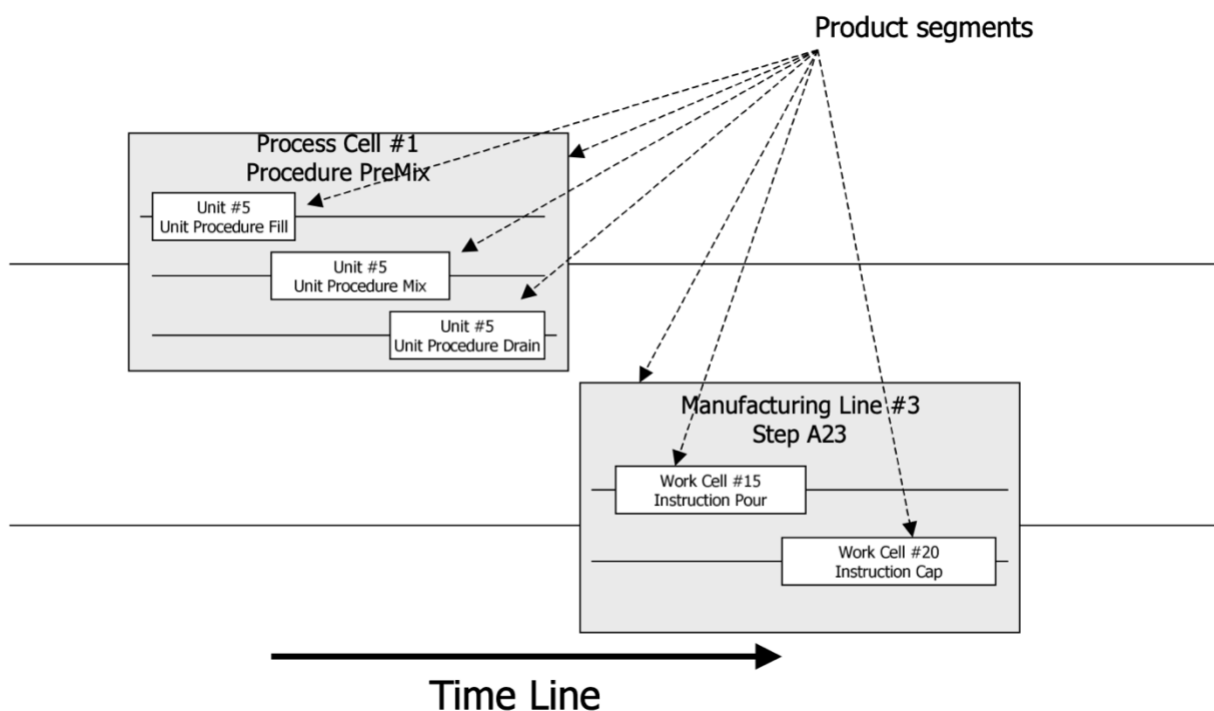 Product segments
Process Cell #1
Procedure PreMix
Unit #5
Unit Procedure Fill
Unit #5
Unit Procedure Mix
Unit #5
Unit Procedure Drain
Manufacturing Line #3
Step A23
Work Cell #15
Instruction Pour
Work Cell #20
Instruction Cap
Time Line